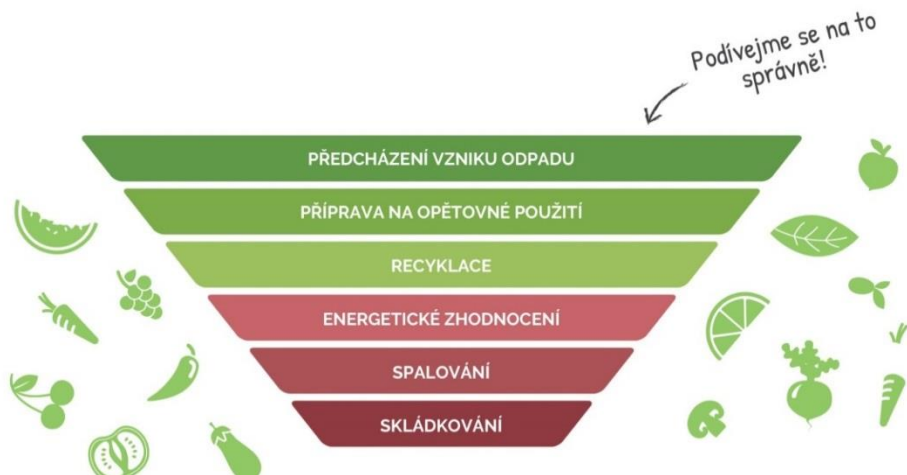 Podívejme se na to
správně!
PŘEDCHÁZENÍ VZNIKU ODPADU
PŘÍPRAVA NA OPĚTOVNÉ POUŽITÍ
RECYKLACE
ENERGETICKÉ ZHODNOCENÍ
SPALOVÁNÍ
SKLÁDKOVÁNÍ